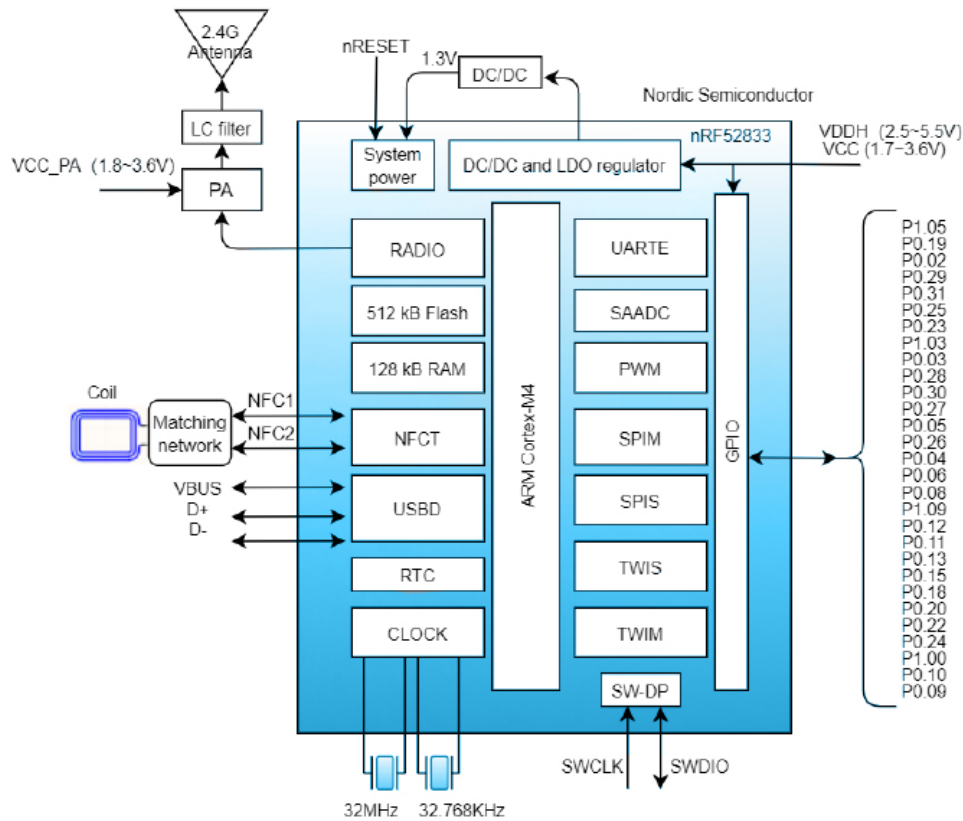 2.4G
Antenna
nRESET
1.3V
DC/DC
Nordic Semiconductor
LC filter
nRF52833
VDDH (2.5~5.5V)
VCC (1.7~3.6V)
System
power
DC/DC and LDO regulator
VCC_PA (1.8~3.6V)
PA
RADIO
512 kB Flash
128 kB RAM
NFCT
USBD
RTC
CLOCK
Coil
Matching
network
NFC1
NFC2
VBUS
D+
D-
ARM Cortex-M4
UARTE
SAADC
PWM
SPIM
SPIS
TWIS
TWIM
SW-DP
GPIO
P1.05
P0.19
P0.02
P0.29
P0.31
P0.25
P0.23
P1.03
P0.03
P0.28
P0.30
P0.27
P0.05
P0.26
P0.04
P0.06
P0.08
P1.09
P0.12
P0.11
P0.13
P0.15
P0.18
P0.20
P0.22
P0.24
P1.00
P0.10
P0.09
SWCLK
SWDIO
32MHz
32.768KHz